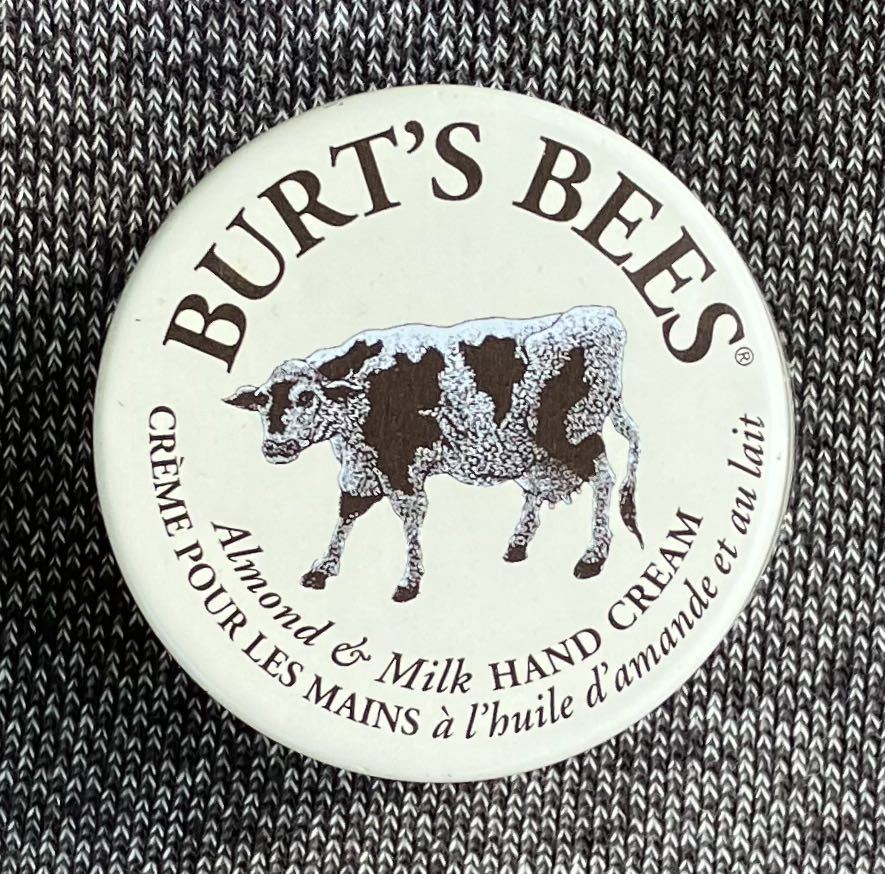 BURT'S BEES®
Almond & Milk HAND CREAM
CRÈME POUR LES MAINS à l'huile d'amande et au lait